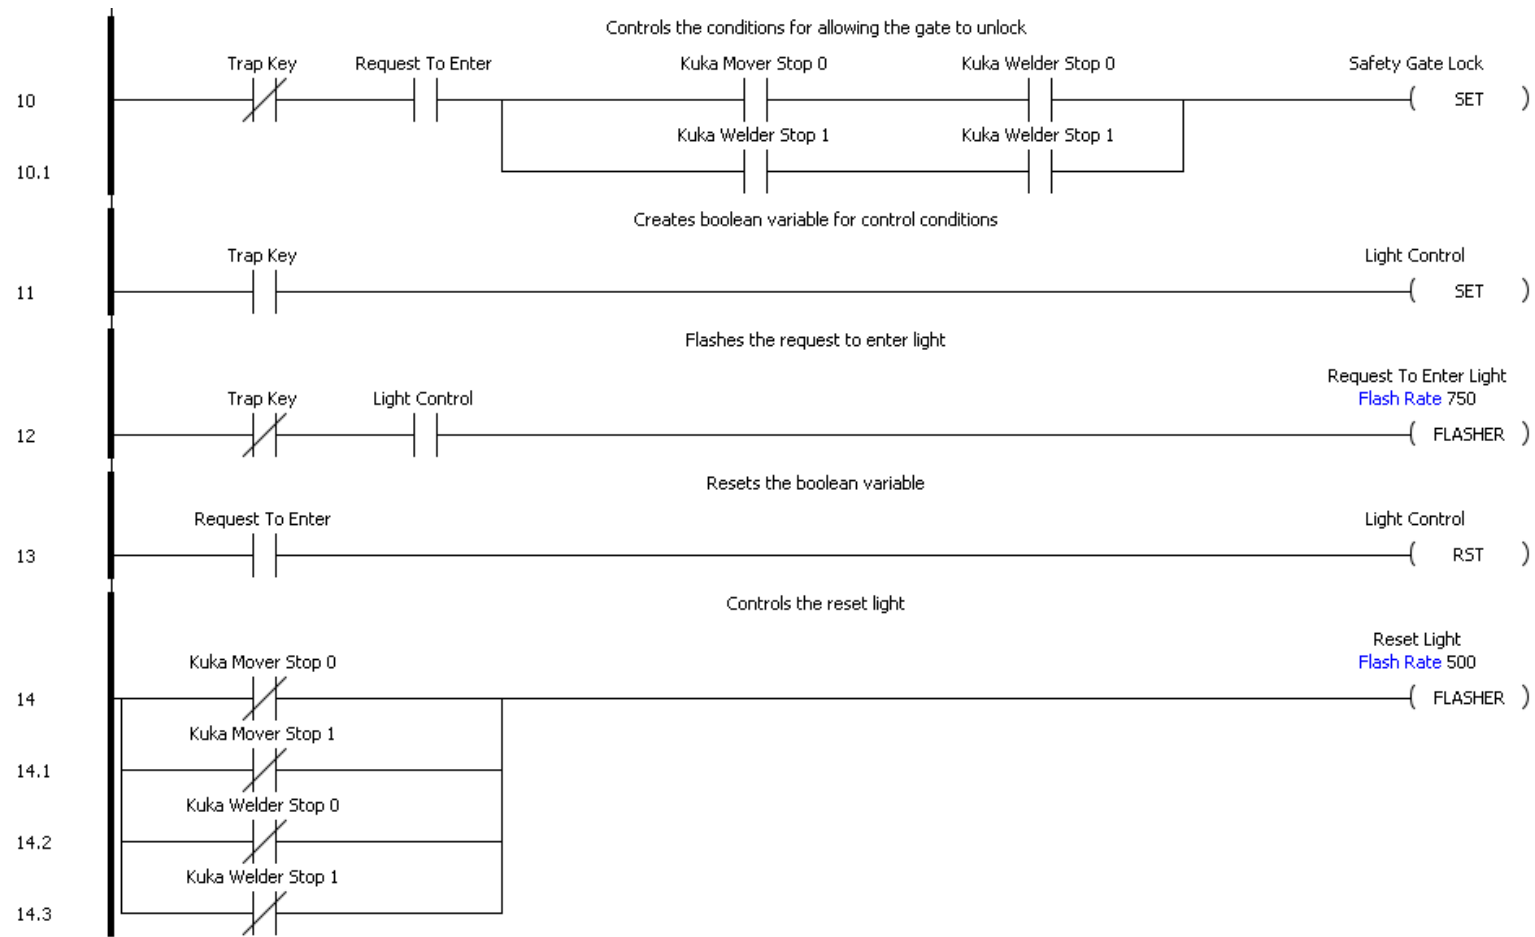 Controls the conditions for allowing the gate to unlock
Trap Key Request To Enter Kuka Mover Stop 0 Kuka Welder Stop 0 Safety Gate Lock
10 SET
Kuka Welder Stop 1 Kuka Welder Stop 1
10.1
Creates boolean variable for control conditions
Trap Key Light Control
11 SET
Flashes the request to enter light
Request To Enter Light
Trap Key Light Control Flash Rate 750
12 FLASHER
Resets the boolean variable
Request To Enter Light Control
13 RST
Controls the reset light
Reset Light
Kuka Mover Stop 0 Flash Rate 500
14 FLASHER
Kuka Mover Stop 1
14.1
Kuka Welder Stop 0
14.2
Kuka Welder Stop 1
14.3